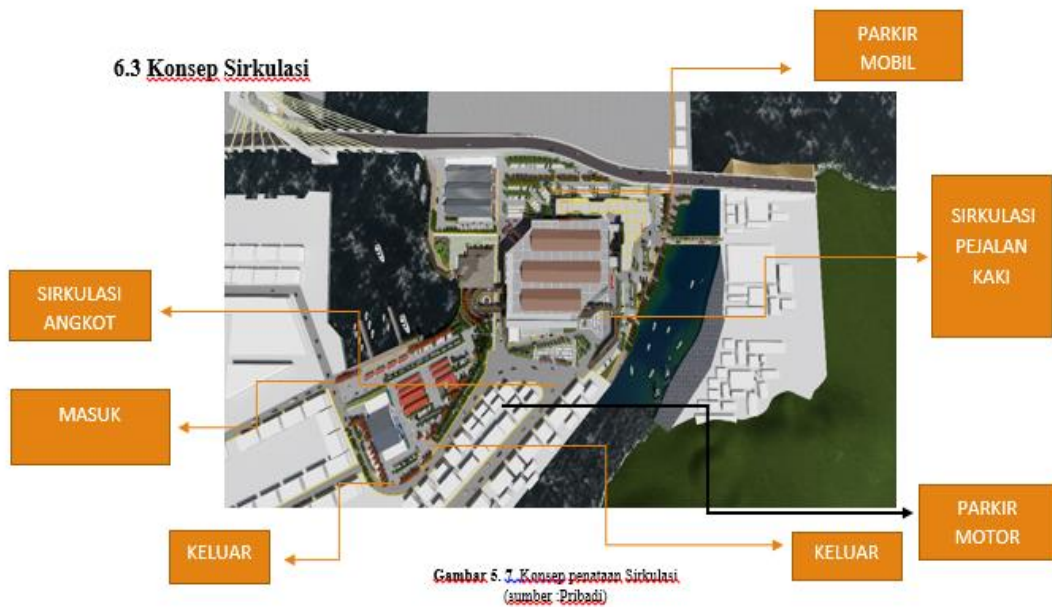 6.3 Konsep Sirkulasi
PARKIR
MOBIL
SIRKULASI
PEJALAN
KAKI
SIRKULASI
ANGKOT
MASUK
PARKIR
MOTOR
KELUAR
KELUAR
Gambar 5. 7. Konsep penataan Sirkulasi
(sumber :Pribadi)